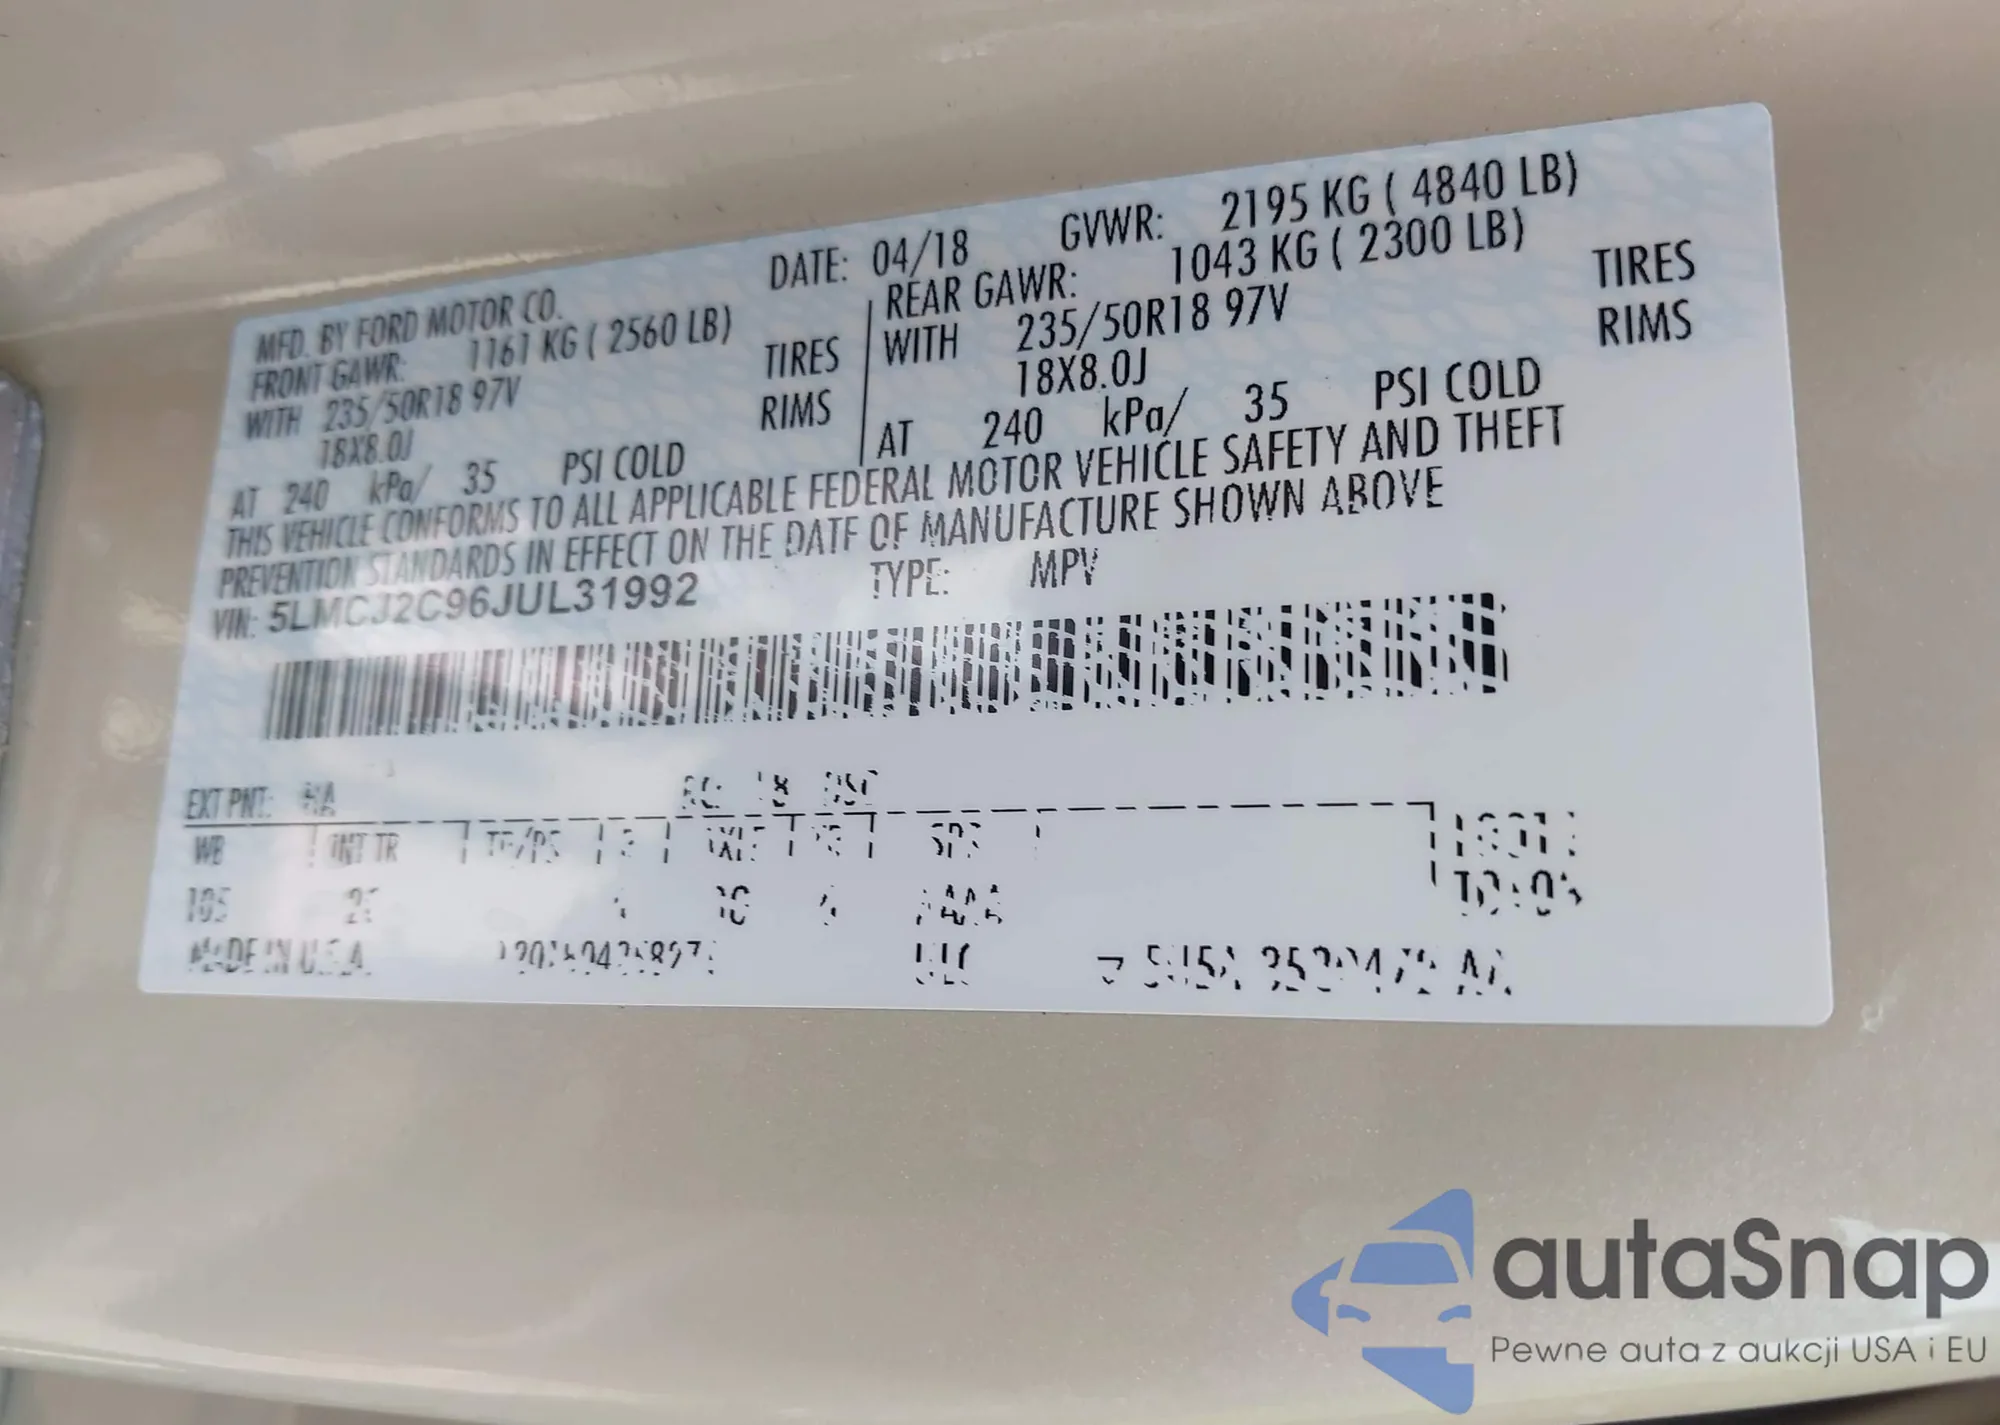 MFD. BY FORD MOTOR CO. DATE: 04/18 GVWR: 2195 KG ( 4840 LB)
FRONT GAWR: 1161 KG ( 2560 LB) REAR GAWR: 1043 KG ( 2300 LB)
WITH 235/50R18 97V TIRES WITH 235/50R18 97V TIRES
18X8.0J RIMS 18X8.0J RIMS
AT 240 kPa/ 35 PSI COLD AT 240 kPa/ 35 PSI COLD
THIS VEHICLE CONFORMS TO ALL APPLICABLE FEDERAL MOTOR VEHICLE SAFETY AND THEFT
PREVENTION STANDARDS IN EFFECT ON THE DATE OF MANUFACTURE SHOWN ABOVE
VIN: 5LMCJ2C96JUL31992 TYPE: MPV
EXT PNT:
WB INT TR
105
MADE IN U.S.A.
autaSnap
Pewne auta z aukcji USA i EU